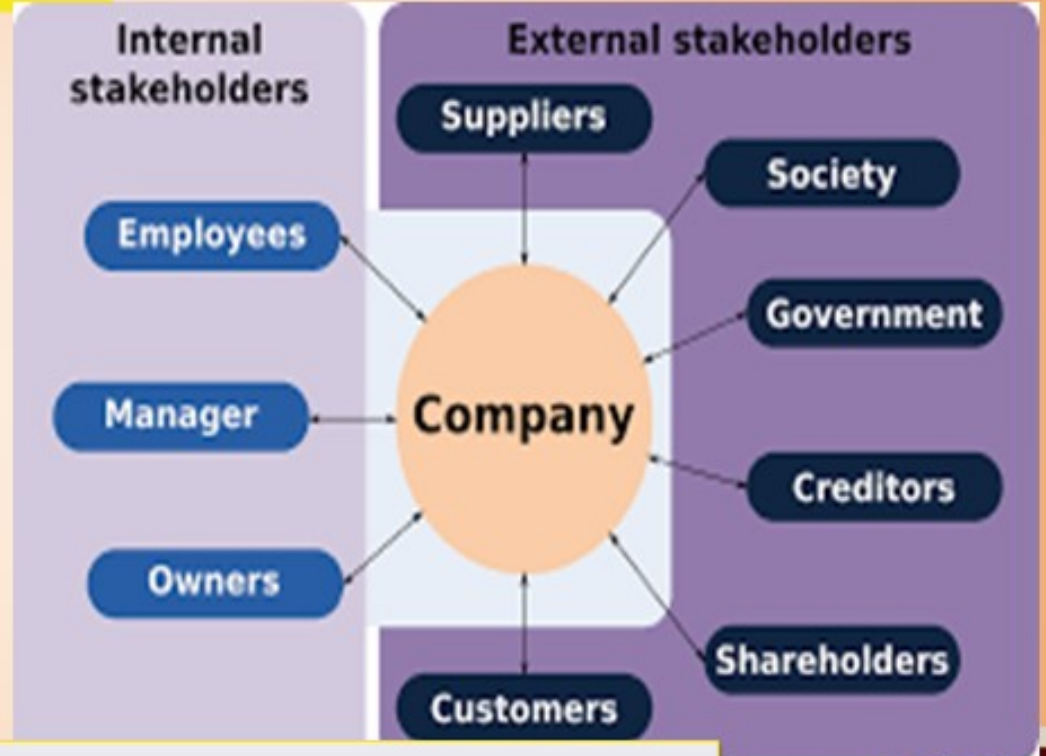 Internal
stakeholders
External stakeholders
Suppliers
Society
Employees
Government
Manager
Company
Creditors
Owners
Shareholders
Customers